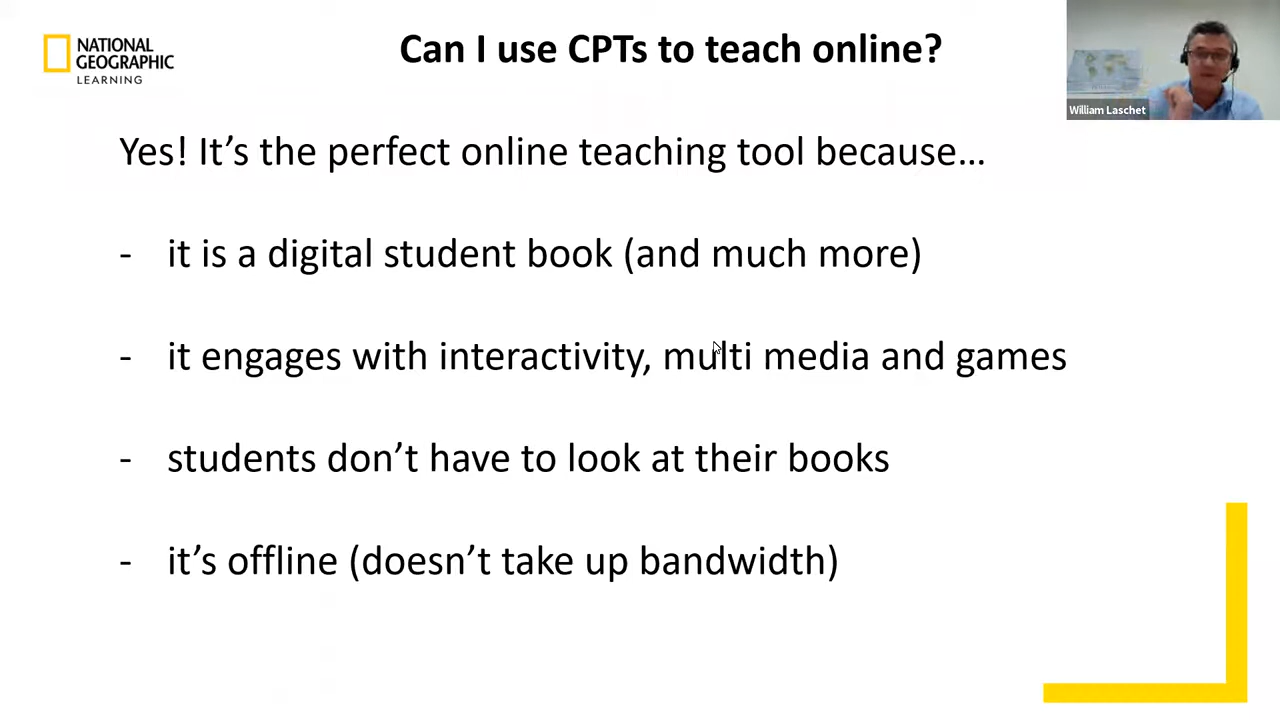 NATIONAL
GEOGRAPHIC
LEARNING
Can I use CPTs to teach online?
William Laschet
Yes! It’s the perfect online teaching tool because…
- it is a digital student book (and much more)
- it engages with interactivity, multi media and games
- students don’t have to look at their books
- it’s offline (doesn’t take up bandwidth)